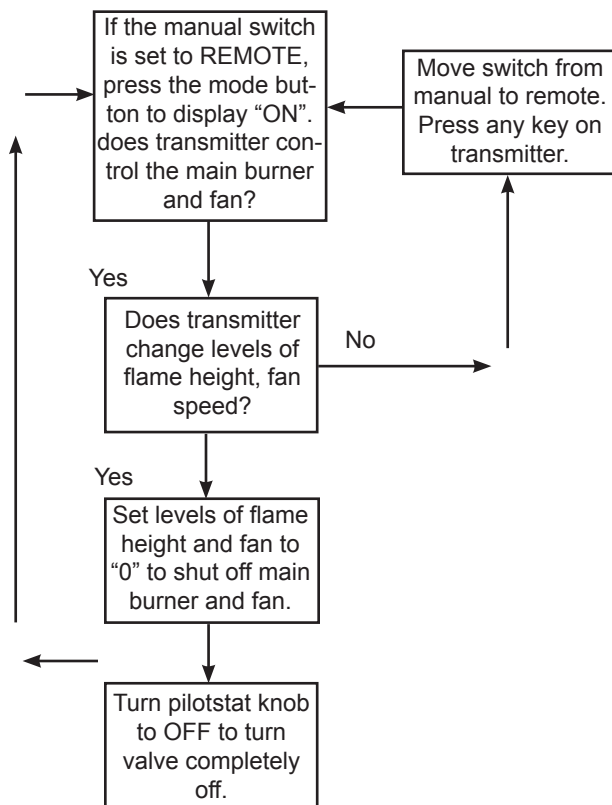 If the manual switch
is set to REMOTE,
press the mode but-
ton to display “ON”.
does transmitter con-
trol the main burner
and fan?
Move switch from
manual to remote.
Press any key on
transmitter.
Yes
Does transmitter
change levels of
flame height, fan
speed?
No
Yes
Set levels of flame
height and fan to
“0” to shut off main
burner and fan.
Turn pilotstat knob
to OFF to turn
valve completely
off.